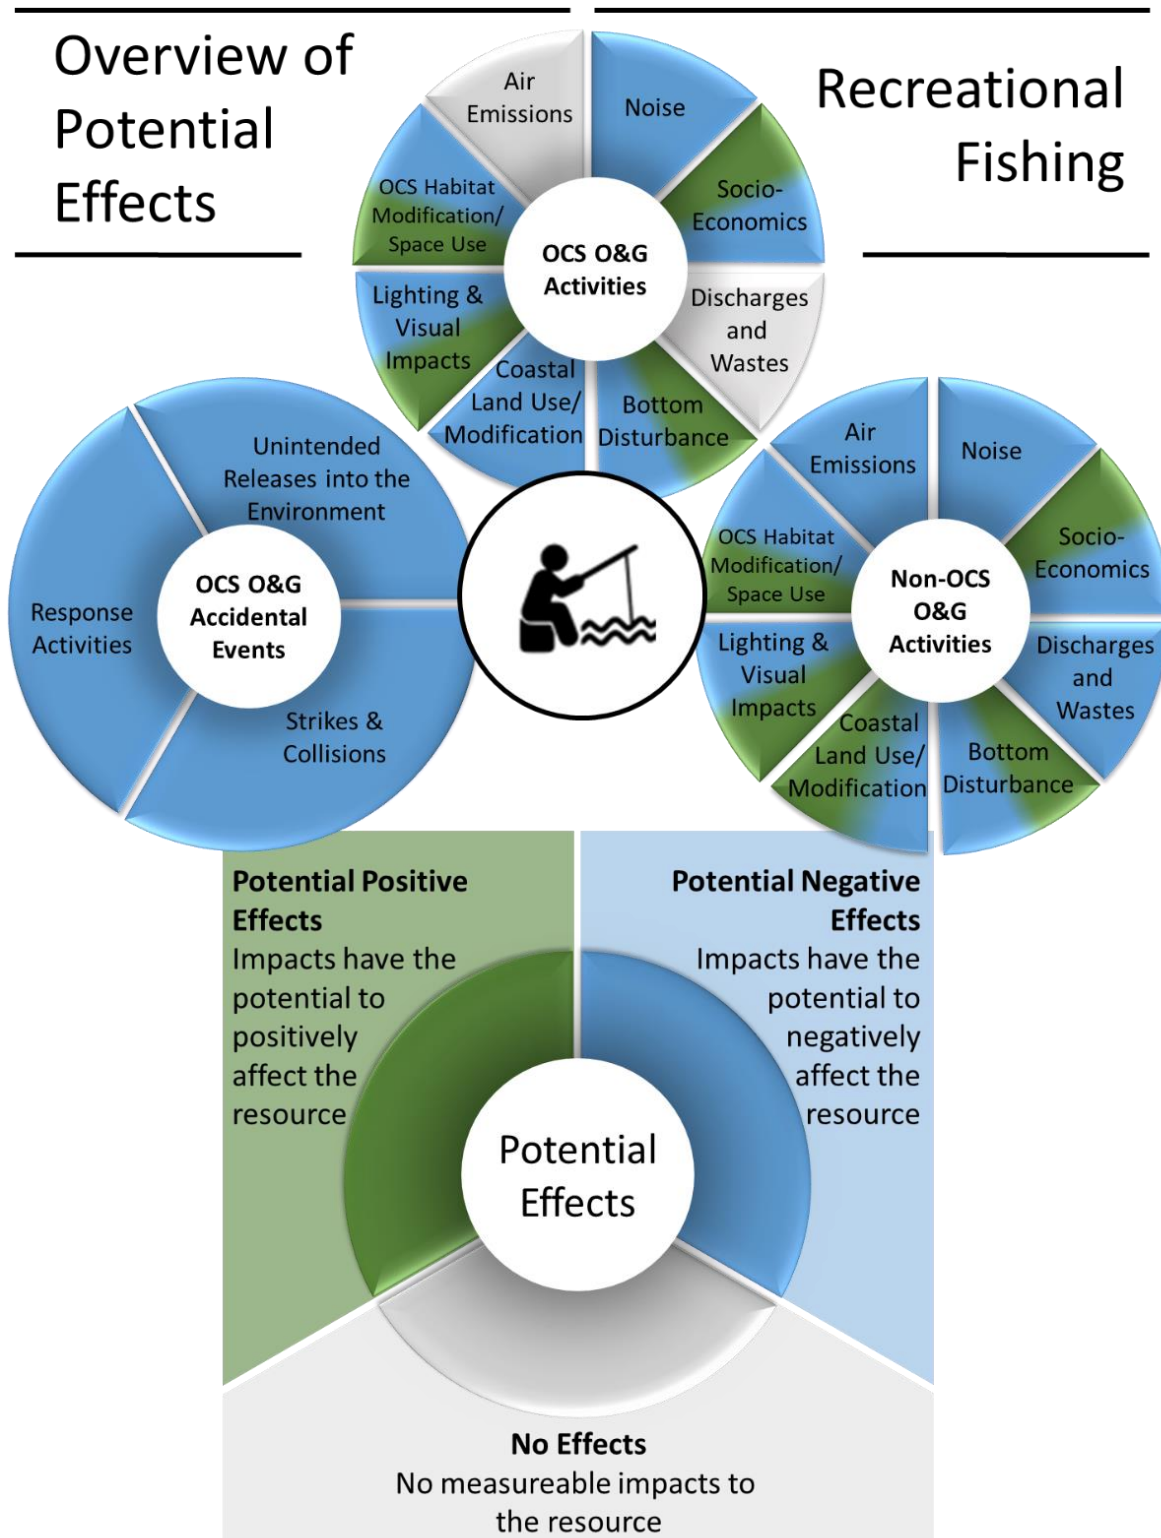 Overview of
Potential
Effects
Recreational
Fishing
Air
Emissions
Noise
Socio-
Economics
Discharges
and
Wastes
Bottom
Disturbance
Coastal
Land Use/
Modification
Lighting &
Visual
Impacts
OCS Habitat
Modification/
Space Use
OCS O&G
Activities
Unintended
Releases into the
Environment
Response
Activities
Strikes &
Collisions
OCS O&G
Accidental
Events
Air
Emissions
Noise
Socio-
Economics
Discharges
and
Wastes
Bottom
Disturbance
Coastal
Land Use/
Modification
Lighting &
Visual
Impacts
OCS Habitat
Modification/
Space Use
Non-OCS
O&G
Activities
Potential Positive
Effects
Impacts have the
potential to
positively
affect the
resource
Potential Negative
Effects
Impacts have the
potential to
negatively
affect the
resource
Potential
Effects
No Effects
No measureable impacts to
the resource